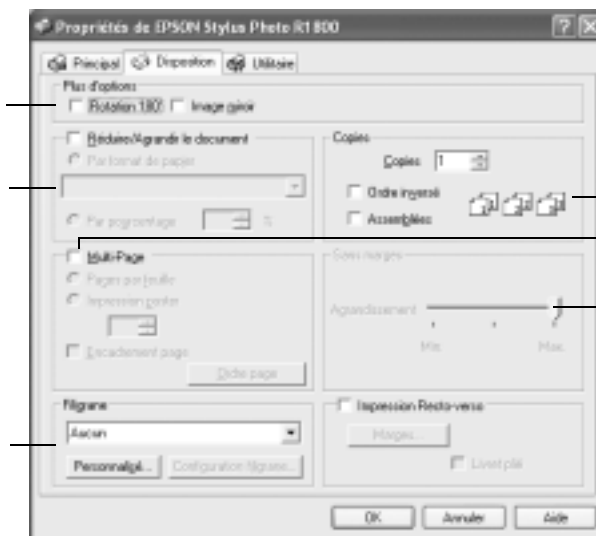 Propriétés de EPSON Stylus Photo R1800
Principal Disposition Utilitaire
Plus d'options
Rotation 180° Image miroir
Réduire/Agrandir le document
Par format de papier
Par pourcentage %
Copies
Copies 1
Ordre inversé
Assemblées
Multi-Page
Pages par feuille
Impression poster
Encadrement page
Ordre page
Sans marges
Agrandissement
Min. Max.
Filigrane
Aucun
Personnalisé... Configuration filigrane...
Impression Recto-verso
Marges...
Livret plié
OK Annuler Aide